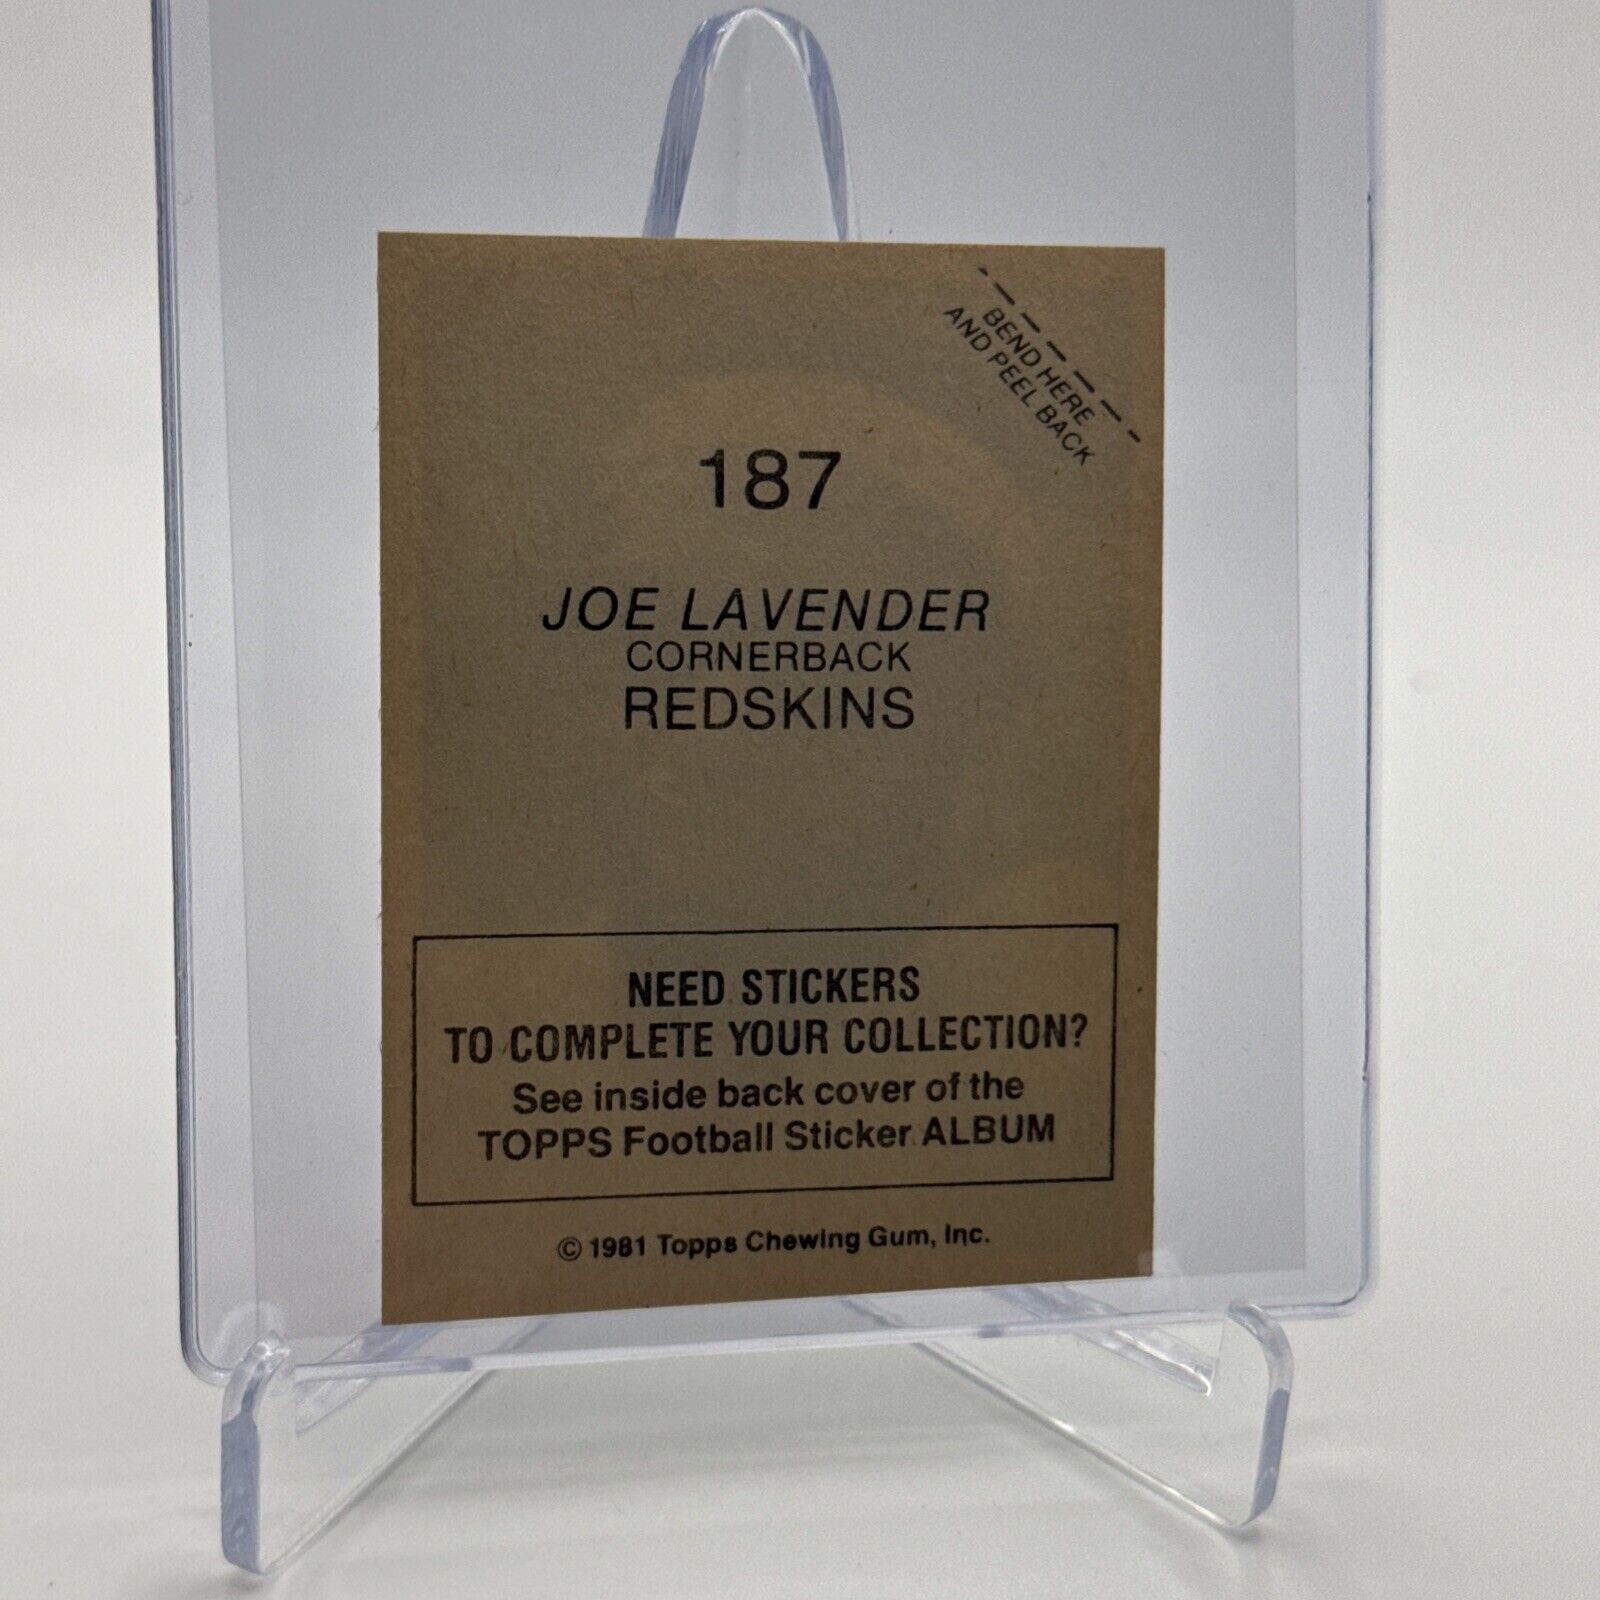 BEND HERE
AND PEEL BACK
187
JOE LAVENDER
CORNERBACK
REDSKINS
NEED STICKERS
TO COMPLETE YOUR COLLECTION?
See inside back cover of the
TOPPS Football Sticker ALBUM
© 1981 Topps Chewing Gum, Inc.